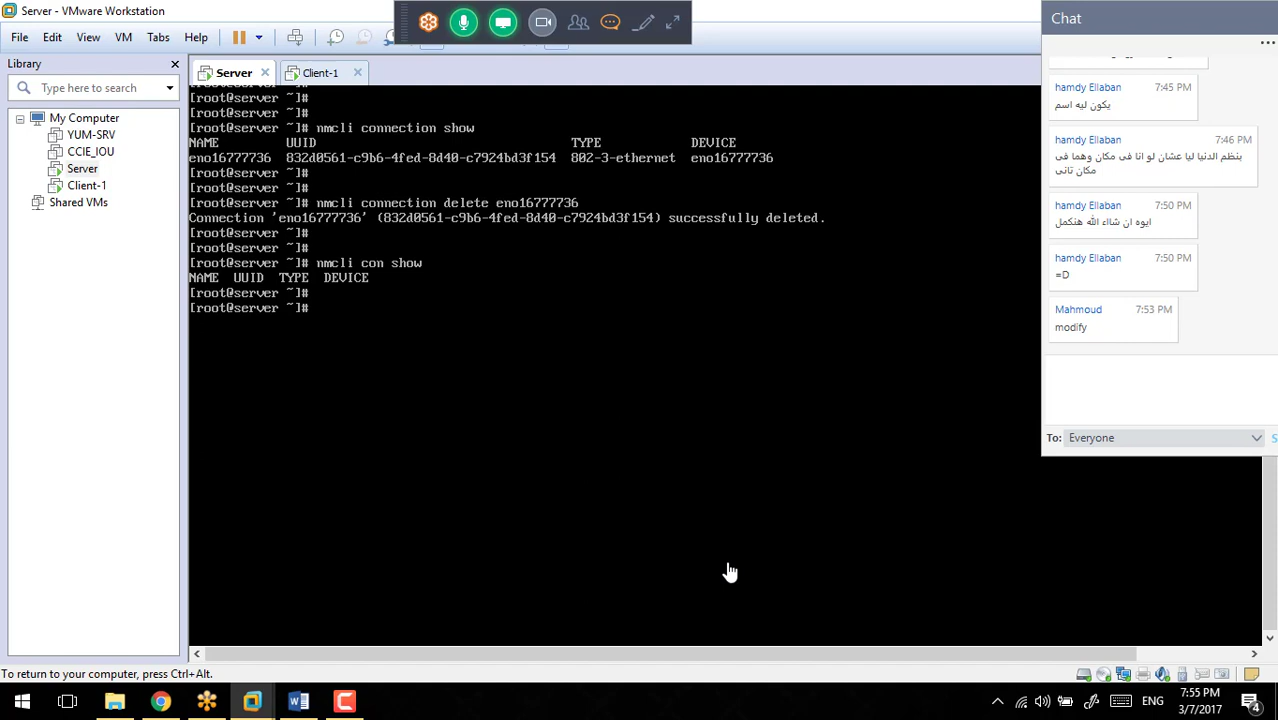 Server - VMware Workstation
File Edit View VM Tabs Help
Library
Type here to search
My Computer
YUM-SRV
CCIE_IOU
Server
Client-1
Shared VMs
Server
Client-1
[root@server ~]#
[root@server ~]#
[root@server ~]# nmcli connection show
NAME UUID TYPE DEVICE
eno16777736 832d0561-c9b6-4fed-8d40-c7924bd3f154 802-3-ethernet eno16777736
[root@server ~]#
[root@server ~]#
[root@server ~]# nmcli connection delete eno16777736
Connection 'eno16777736' (832d0561-c9b6-4fed-8d40-c7924bd3f154) successfully deleted.
[root@server ~]#
[root@server ~]#
[root@server ~]# nmcli con show
NAME UUID TYPE DEVICE
[root@server ~]#
[root@server ~]#
Chat
hamdy Ellaban 7:45 PM
يكون ليه اسم
hamdy Ellaban 7:46 PM
بنظم الدنيا ليا عشان لو انا فى مكان وهما فى
مكان تانى
hamdy Ellaban 7:50 PM
ايوه ان شااء الله هنكمل
hamdy Ellaban 7:50 PM
=D
Mahmoud 7:53 PM
modify
To: Everyone
To return to your computer, press Ctrl+Alt.
ENG
7:55 PM
3/7/2017
4